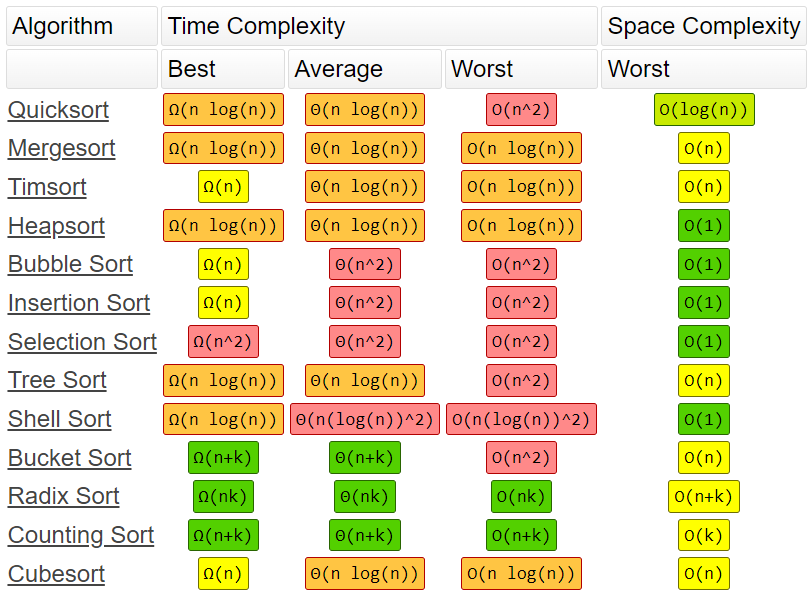 Algorithm Time Complexity Space Complexity
Best Average Worst Worst
Quicksort Ω(n log(n)) Θ(n log(n)) O(n^2) O(log(n))
Mergesort Ω(n log(n)) Θ(n log(n)) O(n log(n)) O(n)
Timsort Ω(n) Θ(n log(n)) O(n log(n)) O(n)
Heapsort Ω(n log(n)) Θ(n log(n)) O(n log(n)) O(1)
Bubble Sort Ω(n) Θ(n^2) O(n^2) O(1)
Insertion Sort Ω(n) Θ(n^2) O(n^2) O(1)
Selection Sort Ω(n^2) Θ(n^2) O(n^2) O(1)
Tree Sort Ω(n log(n)) Θ(n log(n)) O(n^2) O(n)
Shell Sort Ω(n log(n)) Θ(n(log(n))^2) O(n(log(n))^2) O(1)
Bucket Sort Ω(n+k) Θ(n+k) O(n^2) O(n)
Radix Sort Ω(nk) Θ(nk) O(nk) O(n+k)
Counting Sort Ω(n+k) Θ(n+k) O(n+k) O(k)
Cubesort Ω(n) Θ(n log(n)) O(n log(n)) O(n)